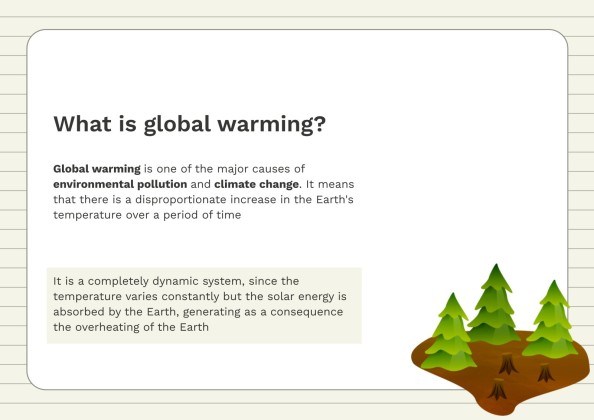 What is global warming?
Global warming is one of the major causes of
environmental pollution and climate change. It means
that there is a disproportionate increase in the Earth's
temperature over a period of time
It is a completely dynamic system, since the
temperature varies constantly but the solar energy is
absorbed by the Earth, generating as a consequence
the overheating of the Earth